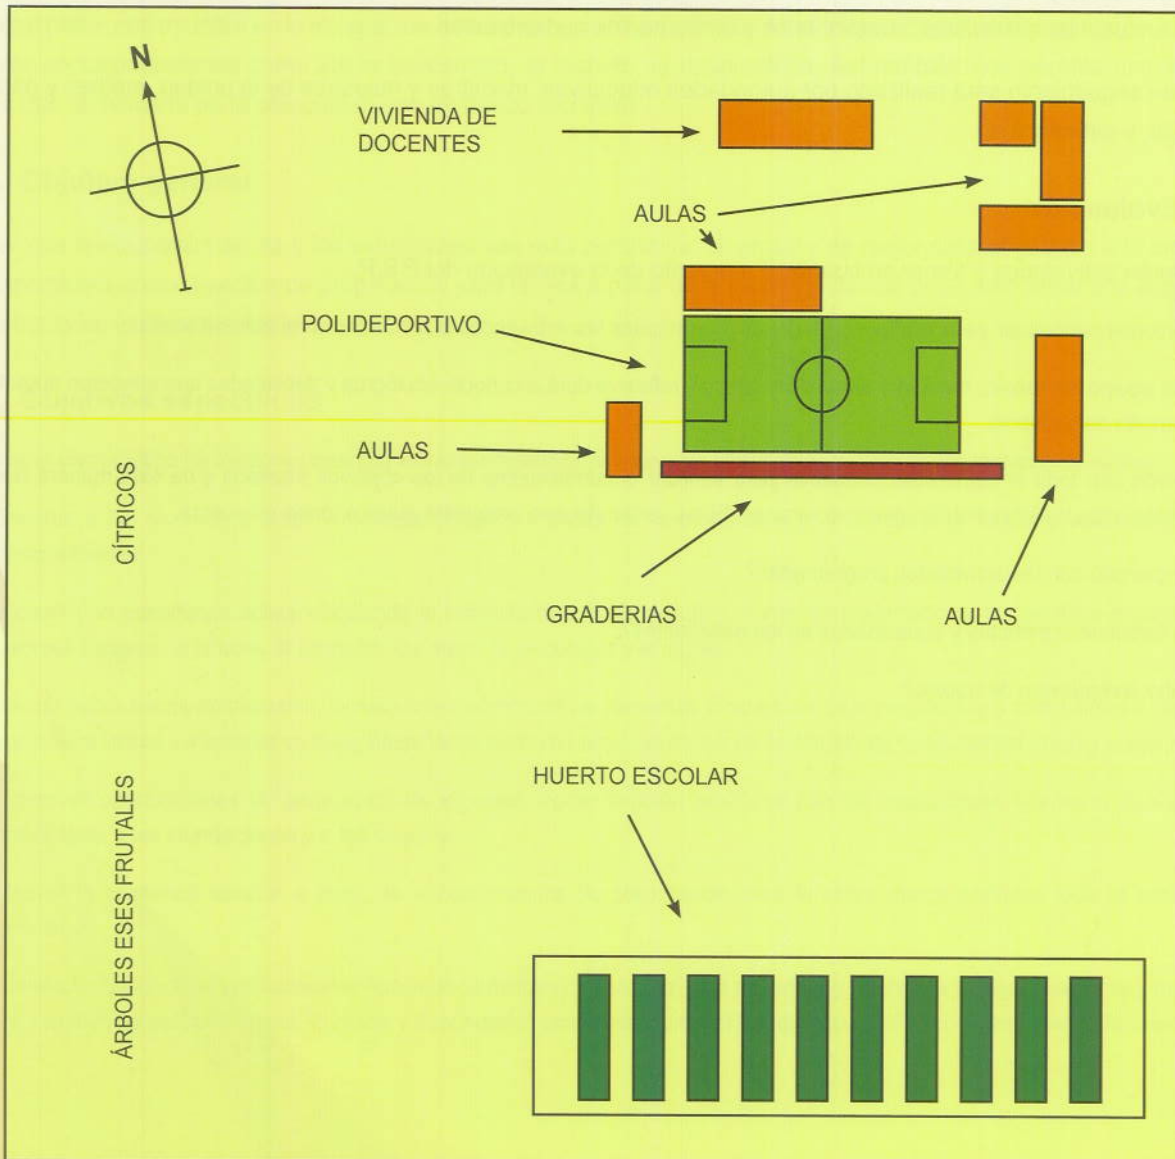 N
VIVIENDA DE
DOCENTES
AULAS
POLIDEPORTIVO
AULAS
CÍTRICOS
GRADERIAS
AULAS
HUERTO ESCOLAR
ÁRBOLES ESES FRUTALES